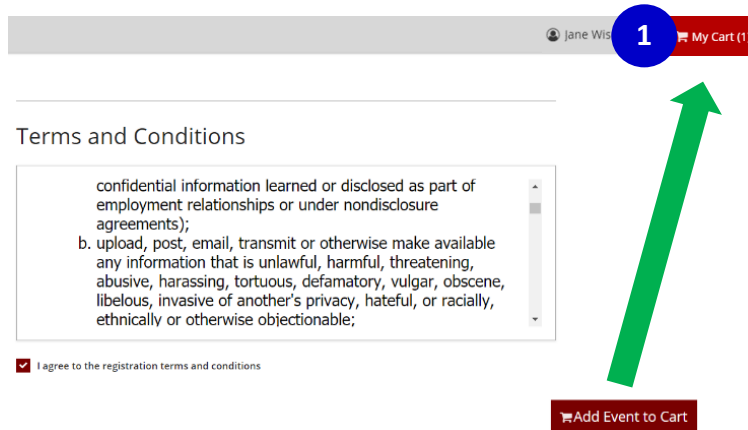 Jane Wis
1
My Cart (1
Terms and Conditions
confidential information learned or disclosed as part of
employment relationships or under nondisclosure
agreements);
b. upload, post, email, transmit or otherwise make available
any information that is unlawful, harmful, threatening,
abusive, harassing, tortuous, defamatory, vulgar, obscene,
libelous, invasive of another's privacy, hateful, or racially,
ethnically or otherwise objectionable;
I agree to the registration terms and conditions
Add Event to Cart